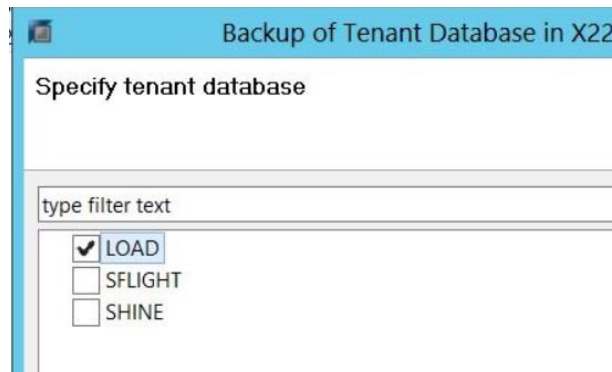 Backup of Tenant Database in X22
Specify tenant database
type filter text
LOAD
SFLIGHT
SHINE